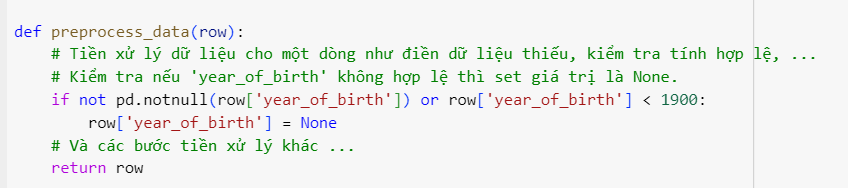 def preprocess_data(row):
# Tiền xử lý dữ liệu cho một dòng như điền dữ liệu thiếu, kiểm tra tính hợp lệ, ...
# Kiểm tra nếu 'year_of_birth' không hợp lệ thì set giá trị là None.
if not pd.notnull(row['year_of_birth']) or row['year_of_birth'] < 1900:
row['year_of_birth'] = None
# Và các bước tiền xử lý khác ...
return row